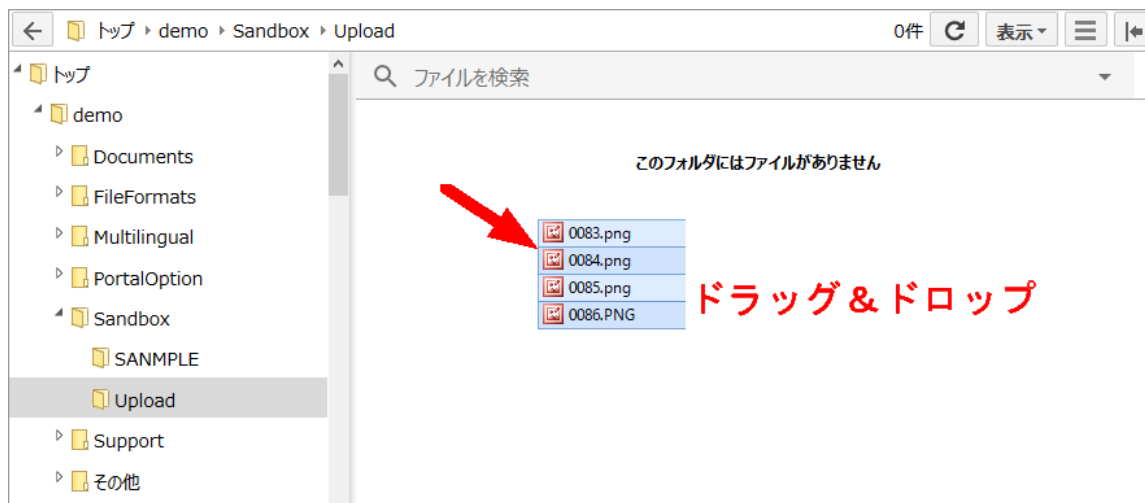 トップ demo Sandbox Upload 0件 表示
トップ
demo
Documents
FileFormats
Multilingual
PortalOption
Sandbox
SANMPLE
Upload
Support
その他
ファイルを検索
このフォルダにはファイルがありません
0083.png
0084.png
0085.png
0086.PNG
ドラッグ＆ドロップ